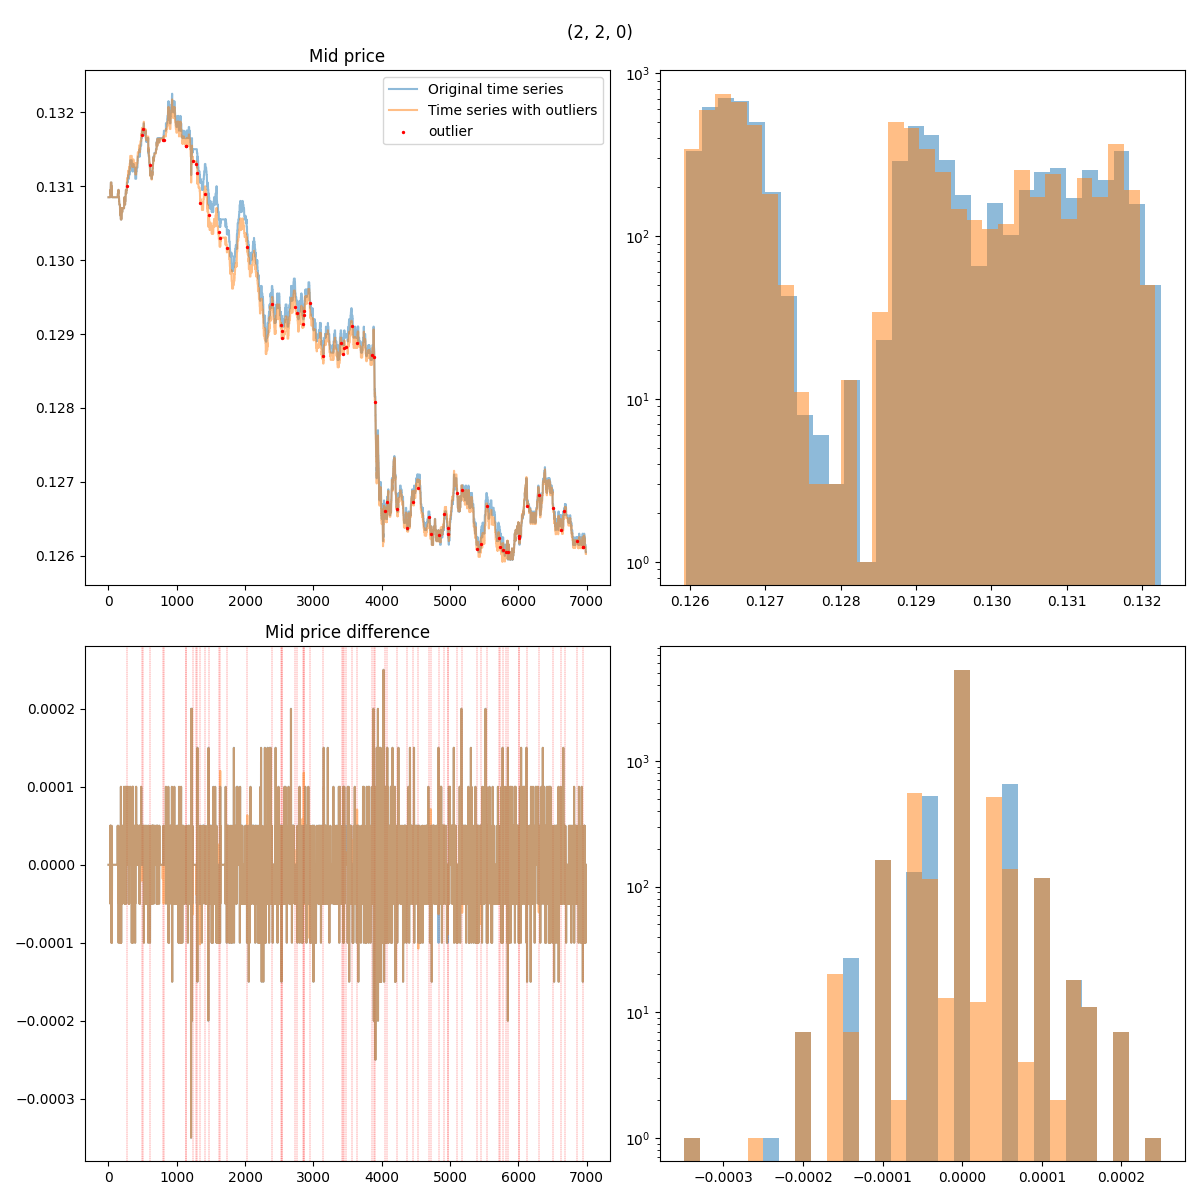 (2, 2, 0)
Mid price
Original time series
Time series with outliers
outlier
0.132
0.131
0.130
0.129
0.128
0.127
0.126
0 1000 2000 3000 4000 5000 6000 7000
10³
10²
10¹
10⁰
0.126 0.127 0.128 0.129 0.130 0.131 0.132
Mid price difference
0.0002
0.0001
0.0000
−0.0001
−0.0002
−0.0003
0 1000 2000 3000 4000 5000 6000 7000
10³
10²
10¹
10⁰
−0.0003 −0.0002 −0.0001 0.0000 0.0001 0.0002